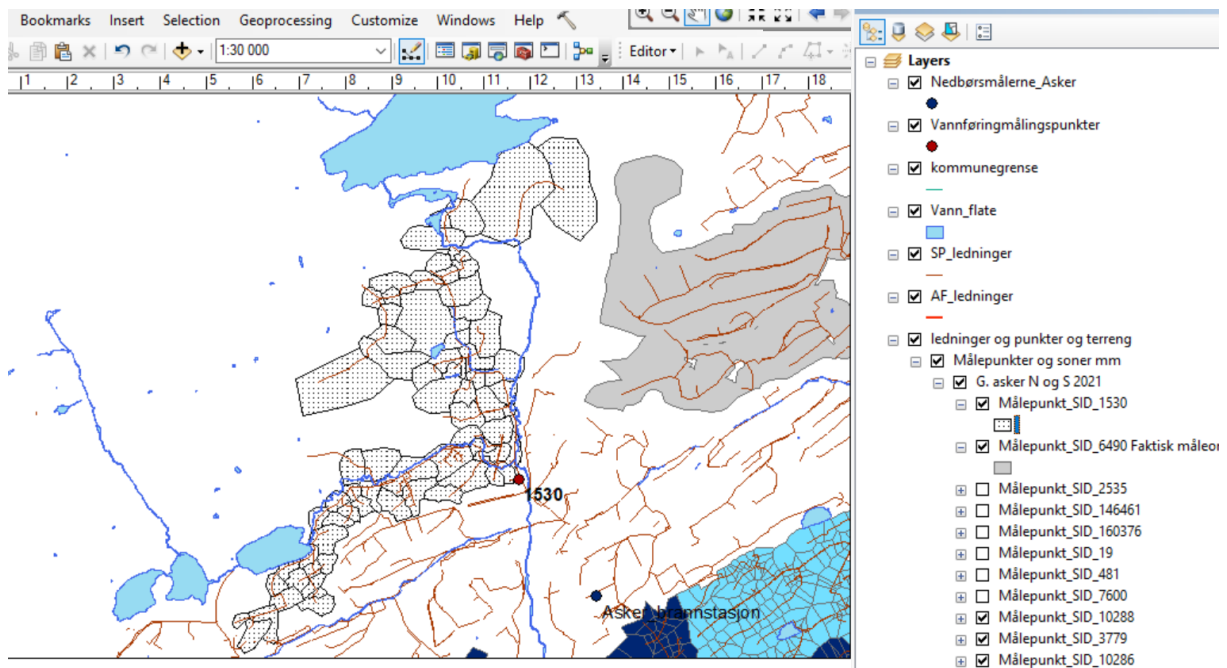 Bookmarks Insert Selection Geoprocessing Customize Windows Help
1:30 000
Editor
1 2 3 4 5 6 7 8 9 10 11 12 13 14 15 16 17 18
1530
Asker_brannstasjon
Layers
Nedbørsmålerne_Asker
Vannføringmålingspunkter
kommunegrense
Vann_flate
SP_ledninger
AF_ledninger
ledninger og punkter og terreng
Målepunkter og soner mm
G. asker N og S 2021
Målepunkt_SID_1530
Målepunkt_SID_6490 Faktisk måleor
Målepunkt_SID_2535
Målepunkt_SID_146461
Målepunkt_SID_160376
Målepunkt_SID_19
Målepunkt_SID_481
Målepunkt_SID_7600
Målepunkt_SID_10288
Målepunkt_SID_3779
Målepunkt_SID_10286